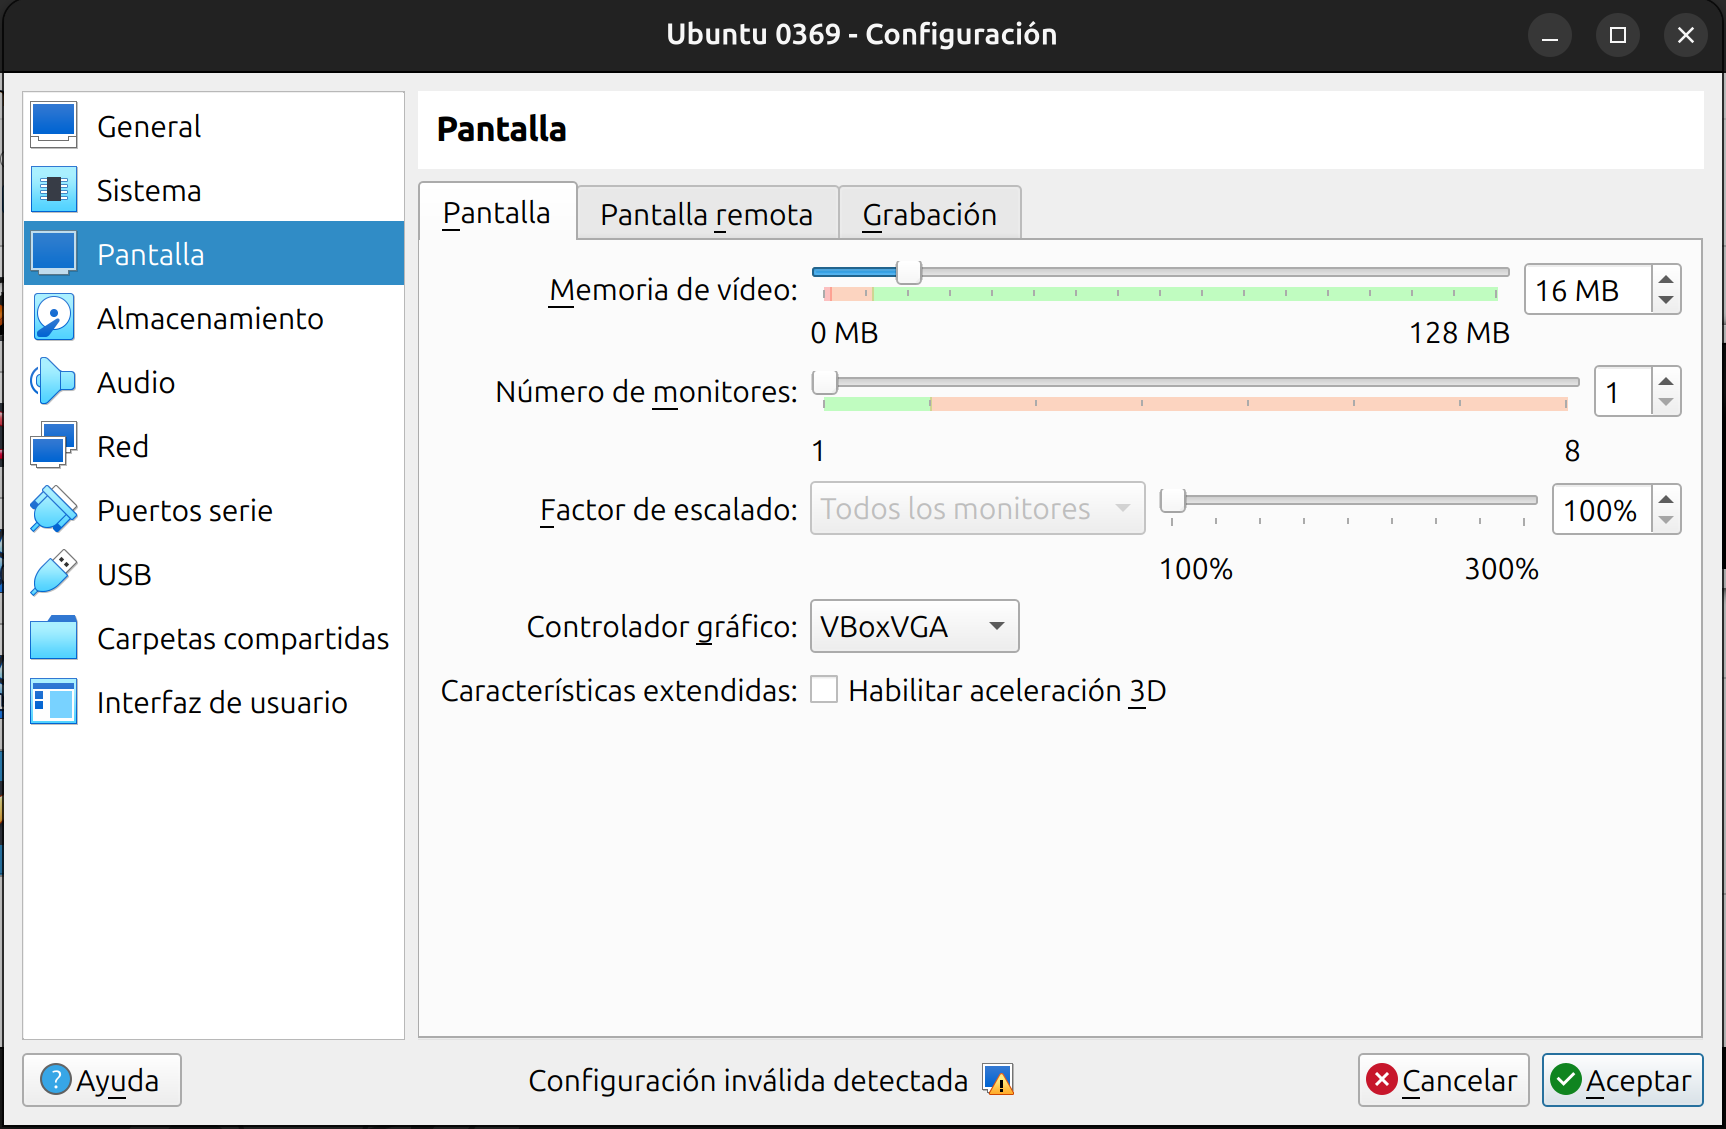 Ubuntu 0369 - Configuración
General
Sistema
Pantalla
Almacenamiento
Audio
Red
Puertos serie
USB
Carpetas compartidas
Interfaz de usuario
Pantalla
Pantalla Pantalla remota Grabación
Memoria de vídeo: 16 MB
0 MB 128 MB
Número de monitores: 1
1 8
Factor de escalado: Todos los monitores 100%
100% 300%
Controlador gráfico: VBoxVGA
Características extendidas: Habilitar aceleración 3D
Ayuda Configuración inválida detectada Cancelar Aceptar